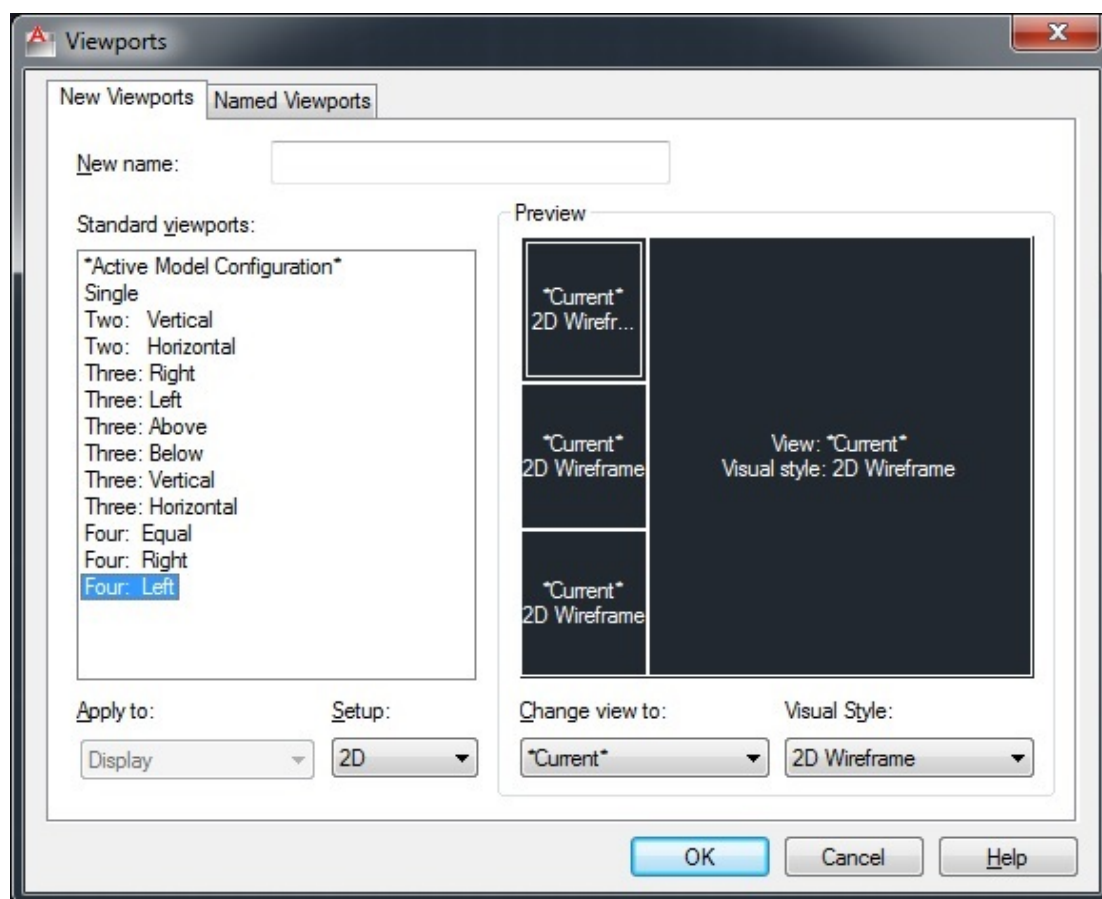 Viewports
New Viewports Named Viewports
New name:
Standard viewports:
*Active Model Configuration*
Single
Two: Vertical
Two: Horizontal
Three: Right
Three: Left
Three: Above
Three: Below
Three: Vertical
Three: Horizontal
Four: Equal
Four: Right
Four: Left
Apply to:
Display
Setup:
2D
Preview
*Current*
2D Wirefr...
*Current*
2D Wireframe
*Current*
2D Wireframe
View: *Current*
Visual style: 2D Wireframe
Change view to:
*Current*
Visual Style:
2D Wireframe
OK Cancel Help